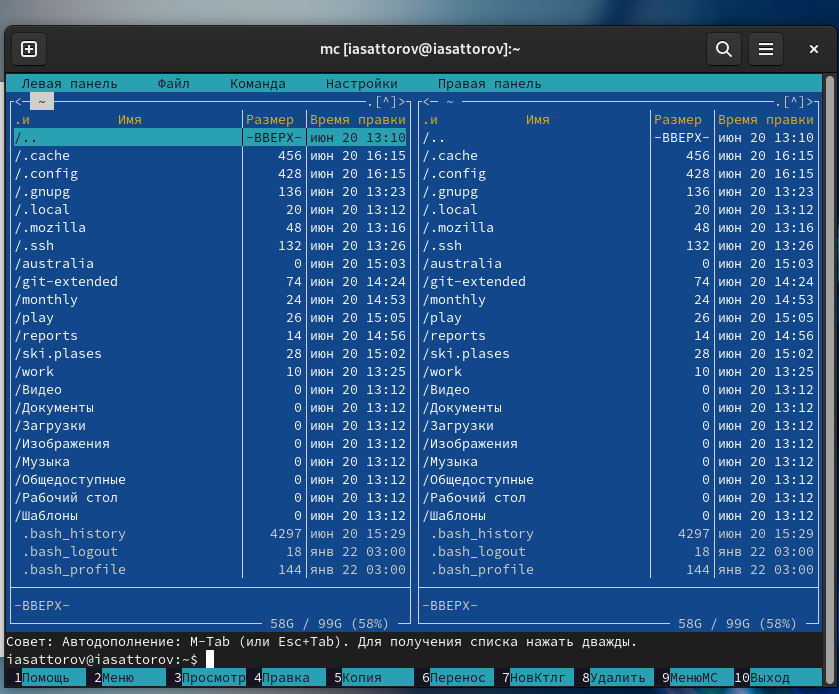 mc [iasattorov@iasattorov]:~
Левая панель Файл Команда Настройки Правая панель
<─ ~ ─.[^]>┐ ┌<─ ~ ─.[^]>
.и Имя Размер Время правки .и Имя Размер Время правки
/.. -ВВЕРХ- июн 20 13:10 /.. -ВВЕРХ- июн 20 13:10
/.cache 456 июн 20 16:15 /.cache 456 июн 20 16:15
/.config 428 июн 20 16:15 /.config 428 июн 20 16:15
/.gnupg 136 июн 20 13:23 /.gnupg 136 июн 20 13:23
/.local 20 июн 20 13:12 /.local 20 июн 20 13:12
/.mozilla 48 июн 20 13:16 /.mozilla 48 июн 20 13:16
/.ssh 132 июн 20 13:26 /.ssh 132 июн 20 13:26
/australia 0 июн 20 15:03 /australia 0 июн 20 15:03
/git-extended 74 июн 20 14:24 /git-extended 74 июн 20 14:24
/monthly 24 июн 20 14:53 /monthly 24 июн 20 14:53
/play 26 июн 20 15:05 /play 26 июн 20 15:05
/reports 14 июн 20 14:56 /reports 14 июн 20 14:56
/ski.plases 28 июн 20 15:02 /ski.plases 28 июн 20 15:02
/work 10 июн 20 13:25 /work 10 июн 20 13:25
/Видео 0 июн 20 13:12 /Видео 0 июн 20 13:12
/Документы 0 июн 20 13:12 /Документы 0 июн 20 13:12
/Загрузки 0 июн 20 13:12 /Загрузки 0 июн 20 13:12
/Изображения 0 июн 20 13:12 /Изображения 0 июн 20 13:12
/Музыка 0 июн 20 13:12 /Музыка 0 июн 20 13:12
/Общедоступные 0 июн 20 13:12 /Общедоступные 0 июн 20 13:12
/Рабочий стол 0 июн 20 13:12 /Рабочий стол 0 июн 20 13:12
/Шаблоны 0 июн 20 13:12 /Шаблоны 0 июн 20 13:12
.bash_history 4297 июн 20 15:29 .bash_history 4297 июн 20 15:29
.bash_logout 18 янв 22 03:00 .bash_logout 18 янв 22 03:00
.bash_profile 144 янв 22 03:00 .bash_profile 144 янв 22 03:00
-ВВЕРХ- -ВВЕРХ-
58G / 99G (58%) 58G / 99G (58%)
Совет: Автодополнение: M-Tab (или Esc+Tab). Для получения списка нажать дважды.
iasattorov@iasattorov:~$
1Помощь 2Меню 3Просмотр 4Правка 5Копия 6Перенос 7НовКтлг 8Удалить 9МенюMC 10Выход